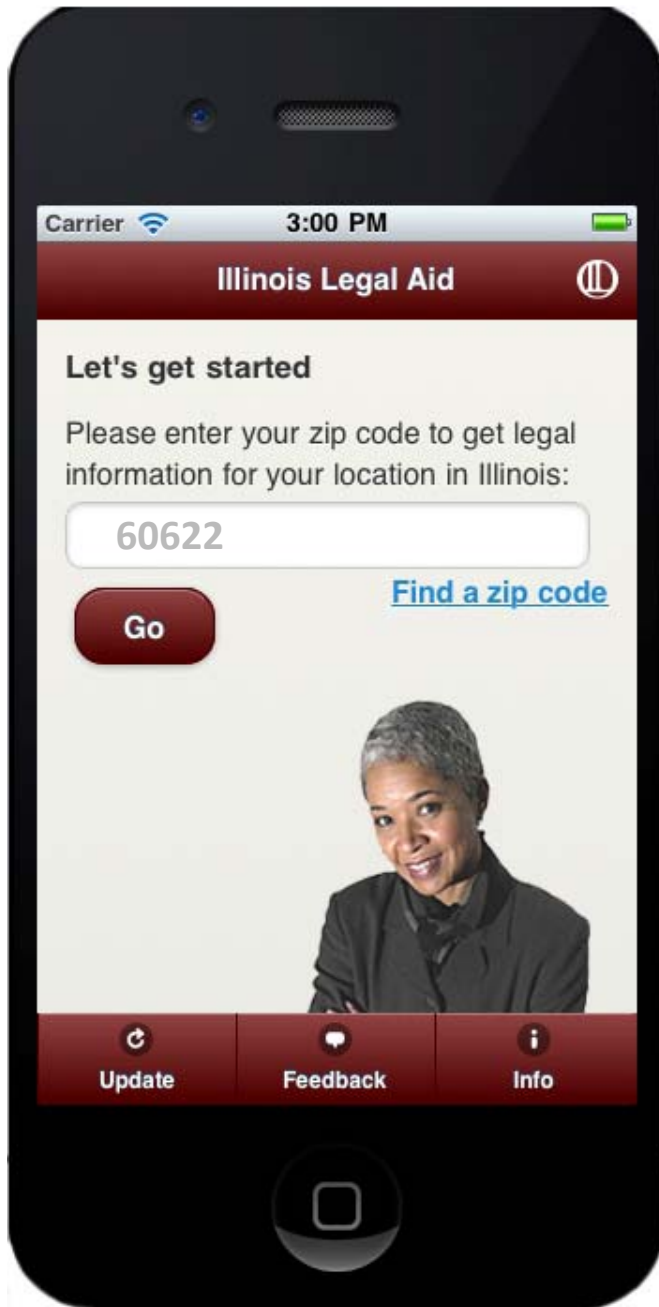 Carrier 3:00 PM
Illinois Legal Aid
Let's get started
Please enter your zip code to get legal
information for your location in Illinois:
60622
Find a zip code
Go
Update Feedback Info